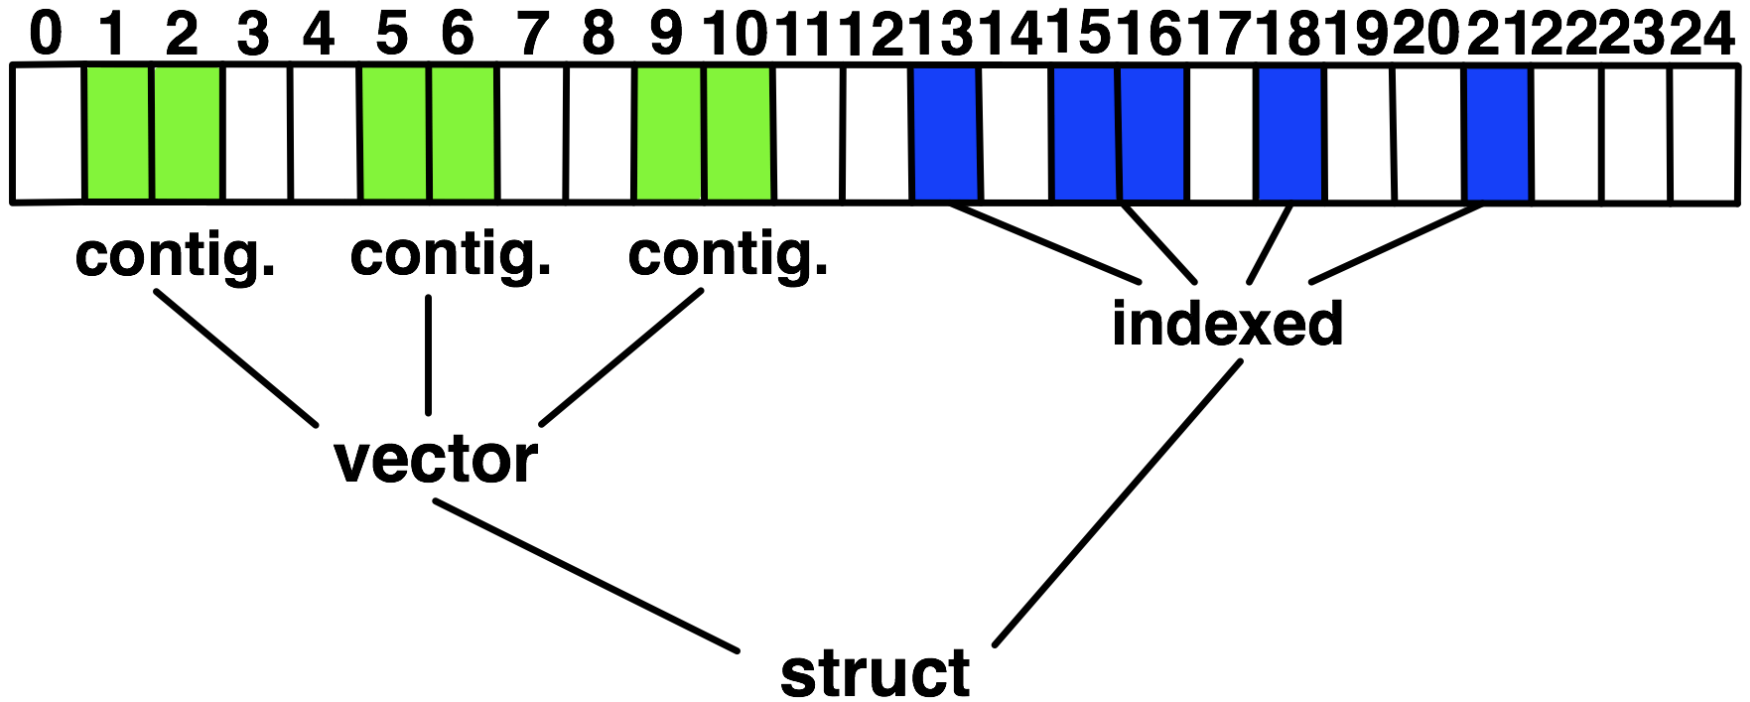 0 1 2 3 4 5 6 7 8 9 10 11 12 13 14 15 16 17 18 19 20 21 22 23 24
contig. contig. contig.
indexed
vector
struct